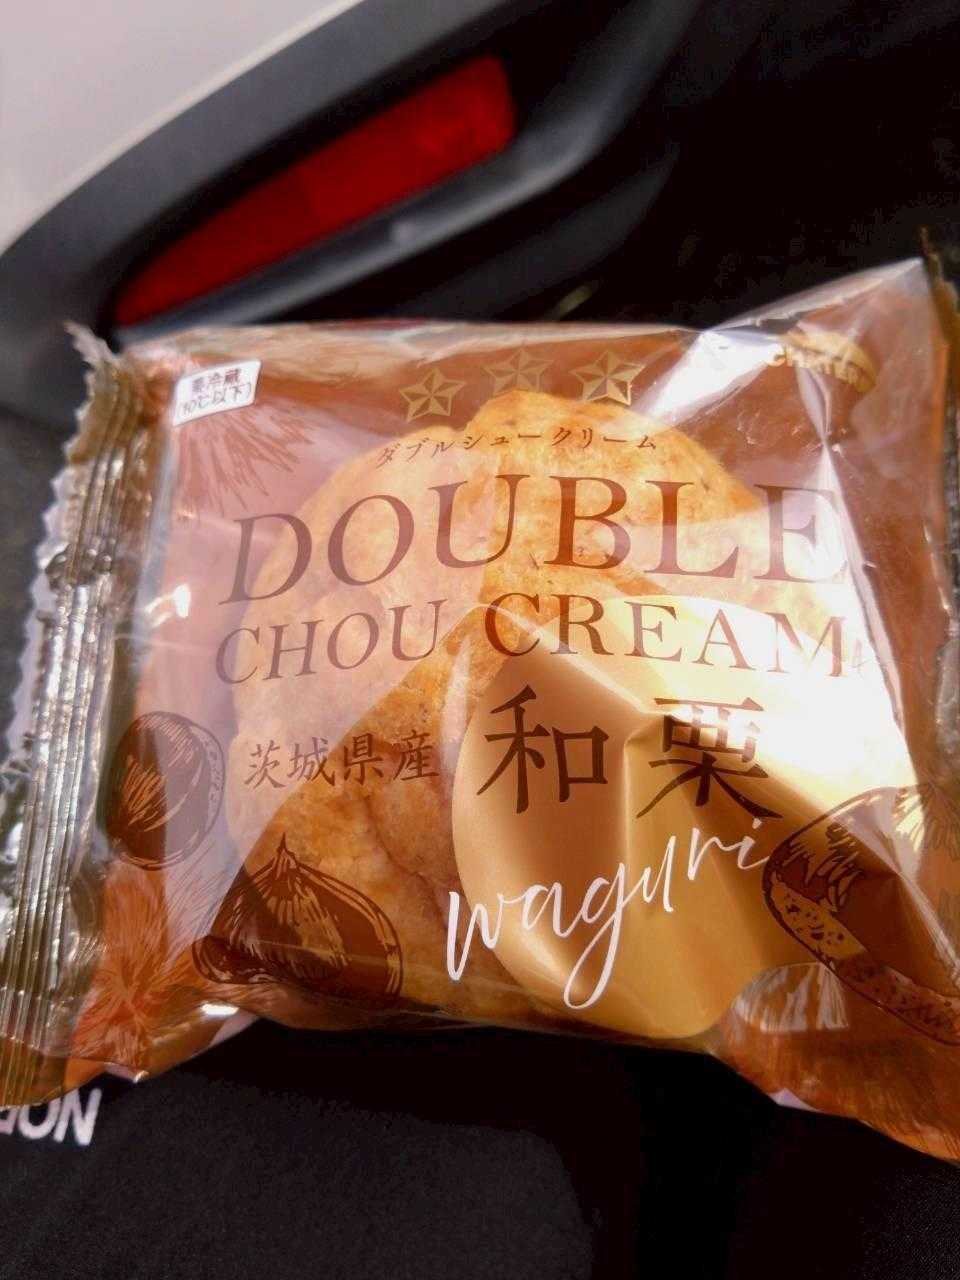 要冷蔵
(10℃以下)
ダブルシュークリーム
DOUBLE
CHOU CREAM
茨城県産 和栗
waguri